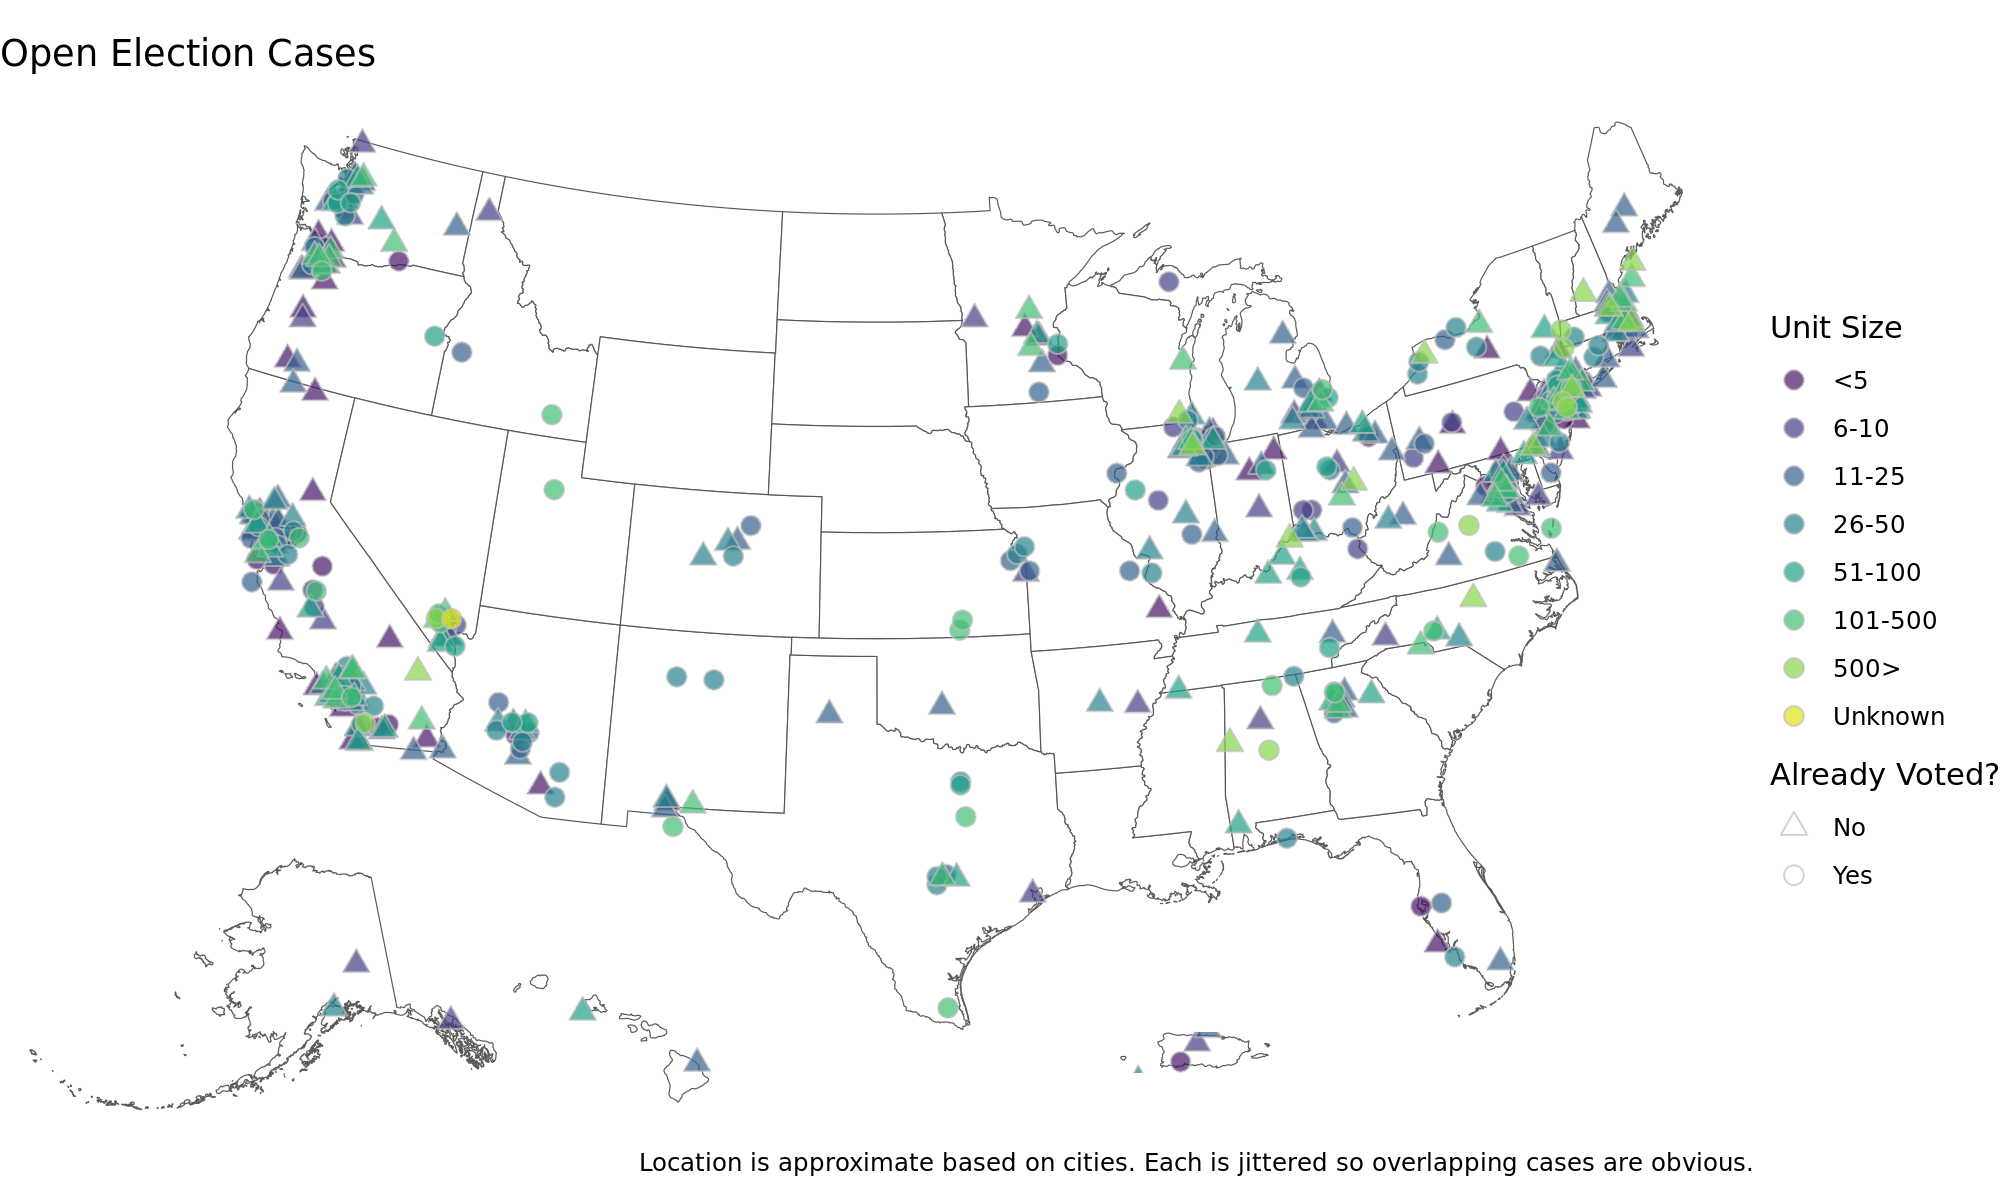 Open Election Cases
Unit Size
<5
6-10
11-25
26-50
51-100
101-500
500>
Unknown
Already Voted?
No
Yes
Location is approximate based on cities. Each is jittered so overlapping cases are obvious.